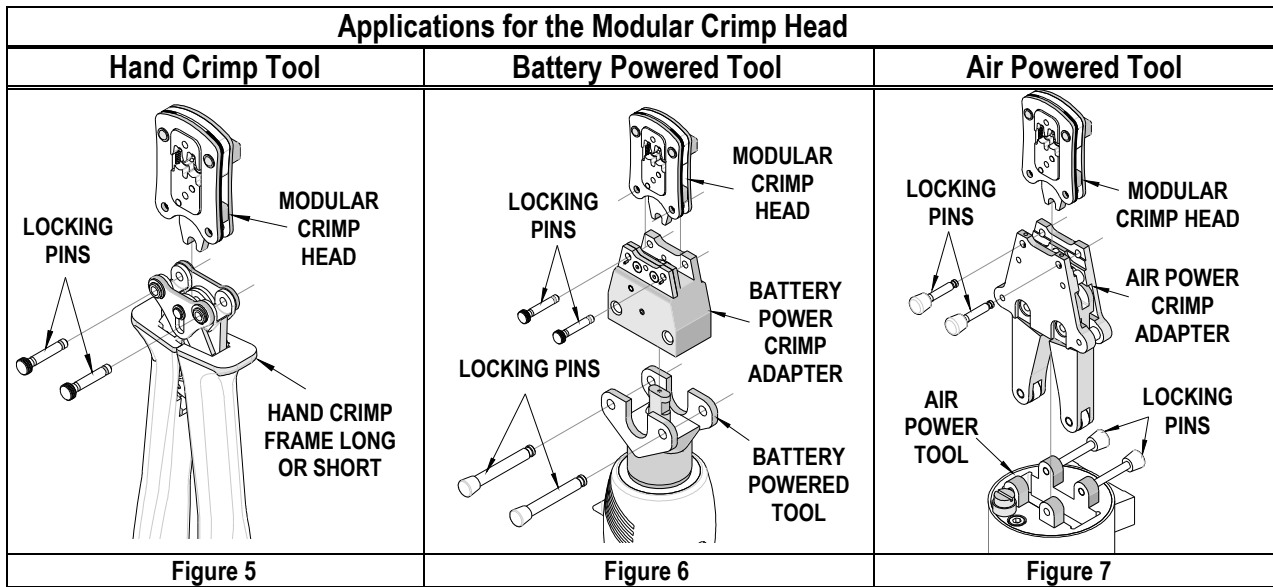 Applications for the Modular Crimp Head
Hand Crimp Tool
Battery Powered Tool
Air Powered Tool
MODULAR
CRIMP
HEAD
LOCKING
PINS
HAND CRIMP
FRAME LONG
OR SHORT
MODULAR
CRIMP
HEAD
LOCKING
PINS
BATTERY
POWER
CRIMP
ADAPTER
LOCKING PINS
BATTERY
POWERED
TOOL
LOCKING
PINS
MODULAR
CRIMP HEAD
AIR POWER
CRIMP
ADAPTER
AIR
POWER
TOOL
LOCKING
PINS
Figure 5
Figure 6
Figure 7